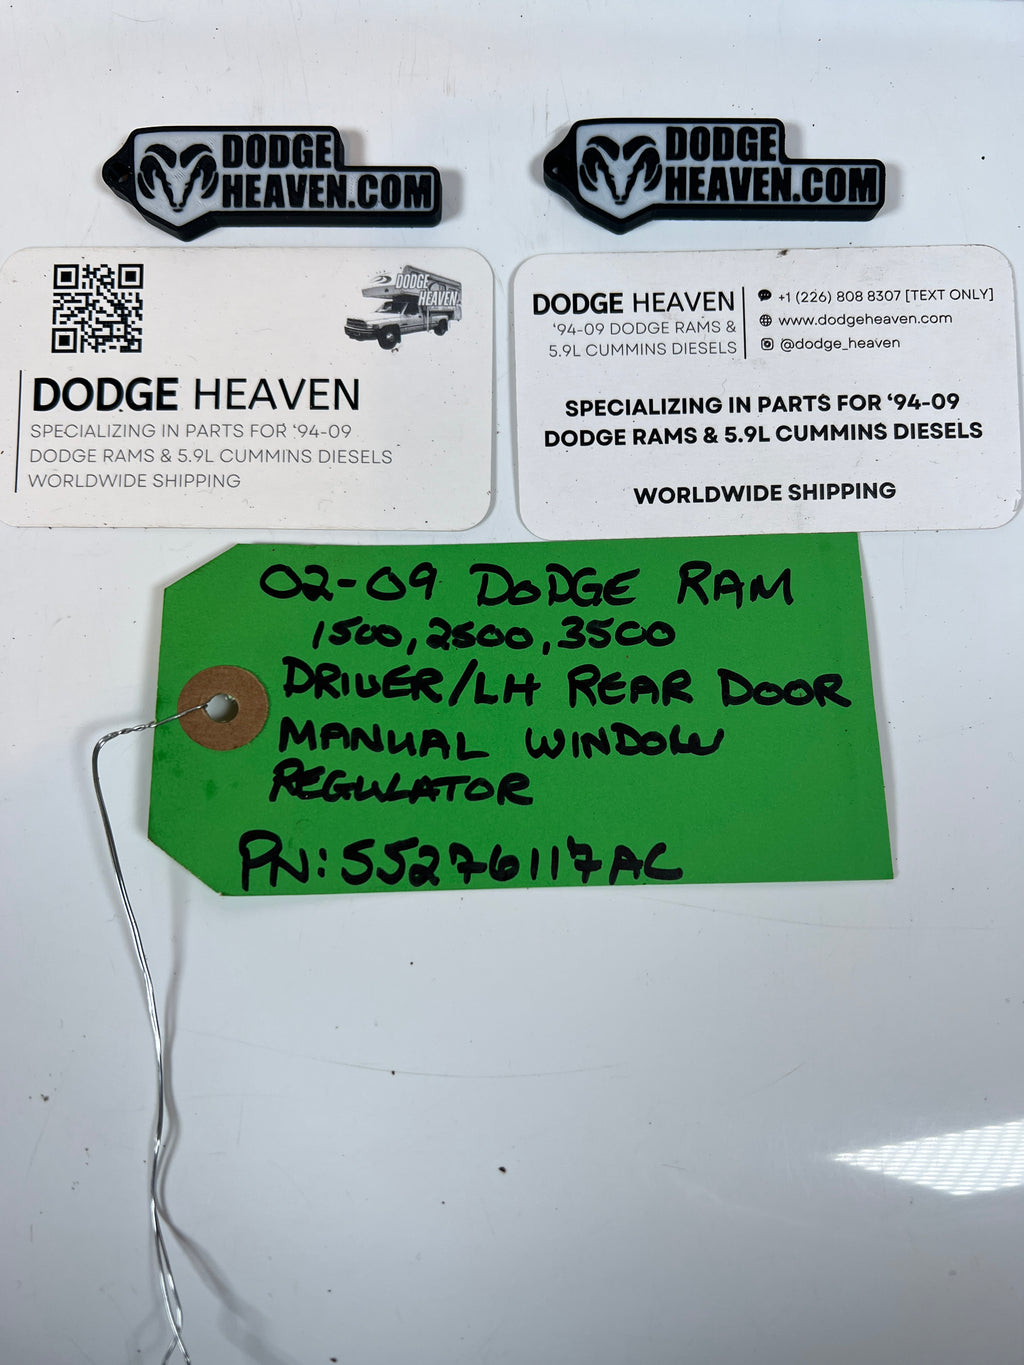 DODGE
HEAVEN.COM
DODGE
HEAVEN.COM
DODGE
HEAVEN
DODGE HEAVEN
SPECIALIZING IN PARTS FOR ‘94-09
DODGE RAMS & 5.9L CUMMINS DIESELS
WORLDWIDE SHIPPING
DODGE HEAVEN
‘94-09 DODGE RAMS &
5.9L CUMMINS DIESELS
+1 (226) 808 8307 [TEXT ONLY]
www.dodgeheaven.com
@dodge_heaven
SPECIALIZING IN PARTS FOR ‘94-09
DODGE RAMS & 5.9L CUMMINS DIESELS
WORLDWIDE SHIPPING
02-09 DODGE RAM
1500, 2500, 3500
DRIVER/LH REAR DOOR
MANUAL WINDOW
REGULATOR
PN: 55276117AC